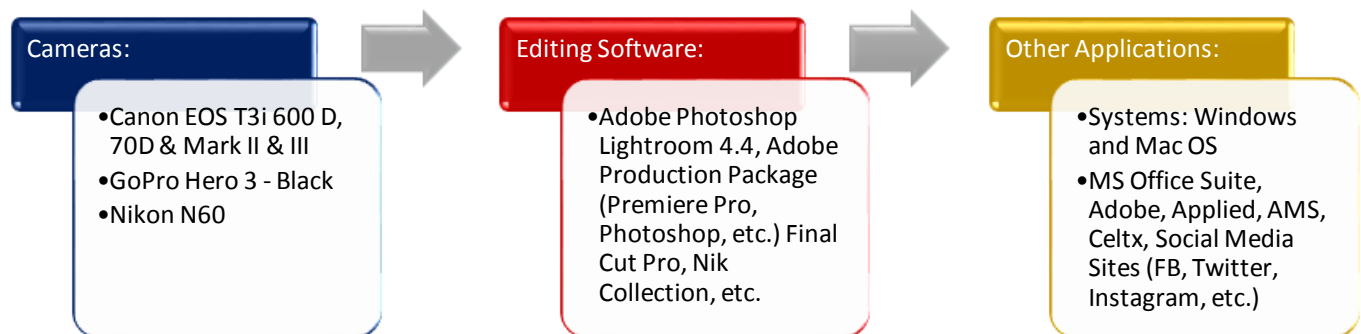 Cameras:
•Canon EOS T3i 600 D,
70D & Mark II & III
•GoPro Hero 3 - Black
•Nikon N60
Editing Software:
•Adobe Photoshop
Lightroom 4.4, Adobe
Production Package
(Premiere Pro,
Photoshop, etc.) Final
Cut Pro, Nik
Collection, etc.
Other Applications:
•Systems: Windows
and Mac OS
•MS Office Suite,
Adobe, Applied, AMS,
Celtx, Social Media
Sites (FB, Twitter,
Instagram, etc.)